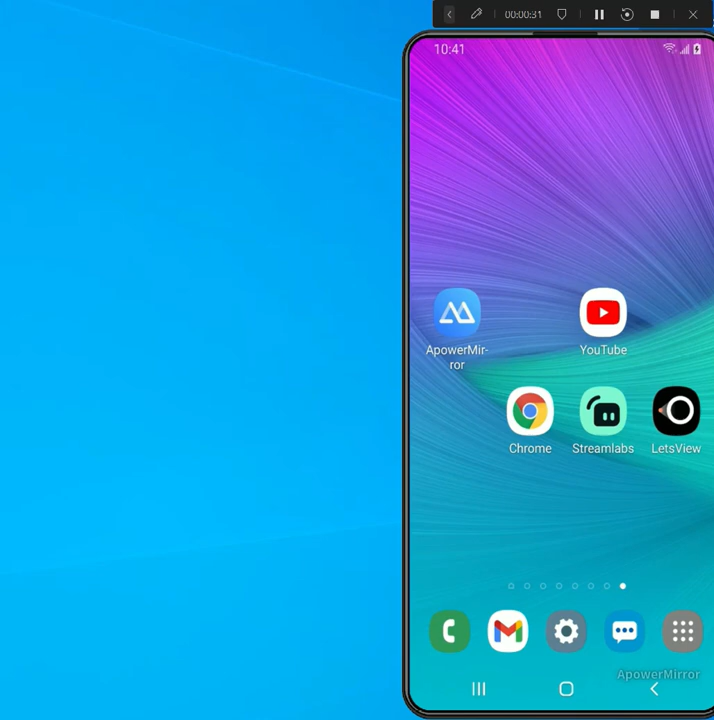 00:00:31
10:41
ApowerMir-
ror
YouTube
Chrome
Streamlabs
LetsView
ApowerMirror